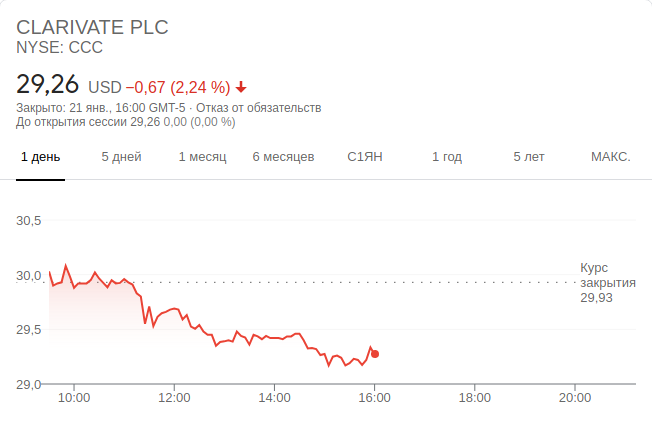 CLARIVATE PLC
NYSE: CCC
29,26 USD −0,67 (2,24 %)
Закрыто: 21 янв., 16:00 GMT-5 · Отказ от обязательств
До открытия сессии 29,26 0,00 (0,00 %)
1 день 5 дней 1 месяц 6 месяцев С1ЯН 1 год 5 лет МАКС.
30,5
30,0
29,5
29,0
Курс
закрытия
29,93
10:00 12:00 14:00 16:00 18:00 20:00